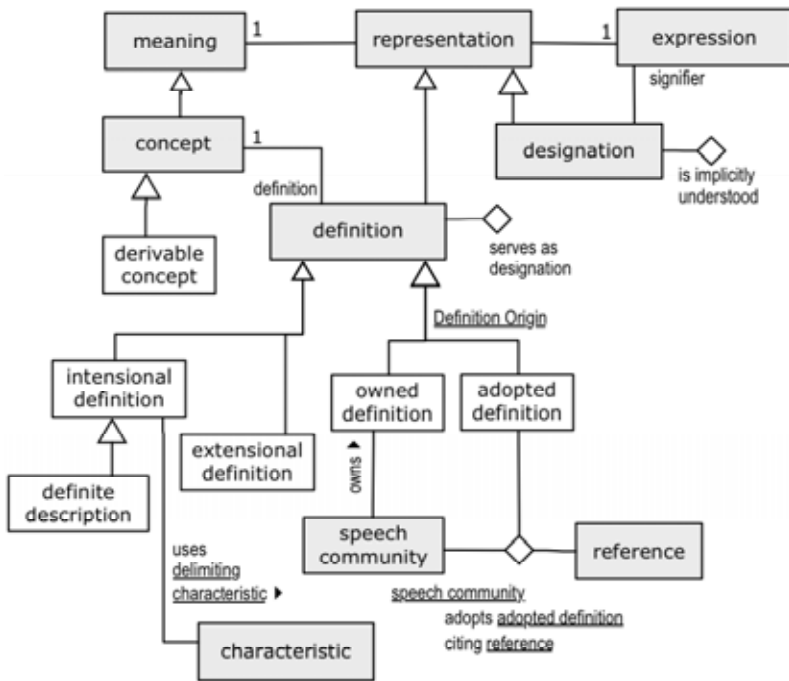 meaning
1
representation
1
expression
signifier
concept
1
designation
is implicitly
understood
definition
definition
derivable
concept
serves as
designation
Definition Origin
intensional
definition
owned
definition
adopted
definition
extensional
definition
owns
definite
description
speech
community
reference
uses
delimiting
characteristic
speech community
adopts adopted definition
citing reference
characteristic